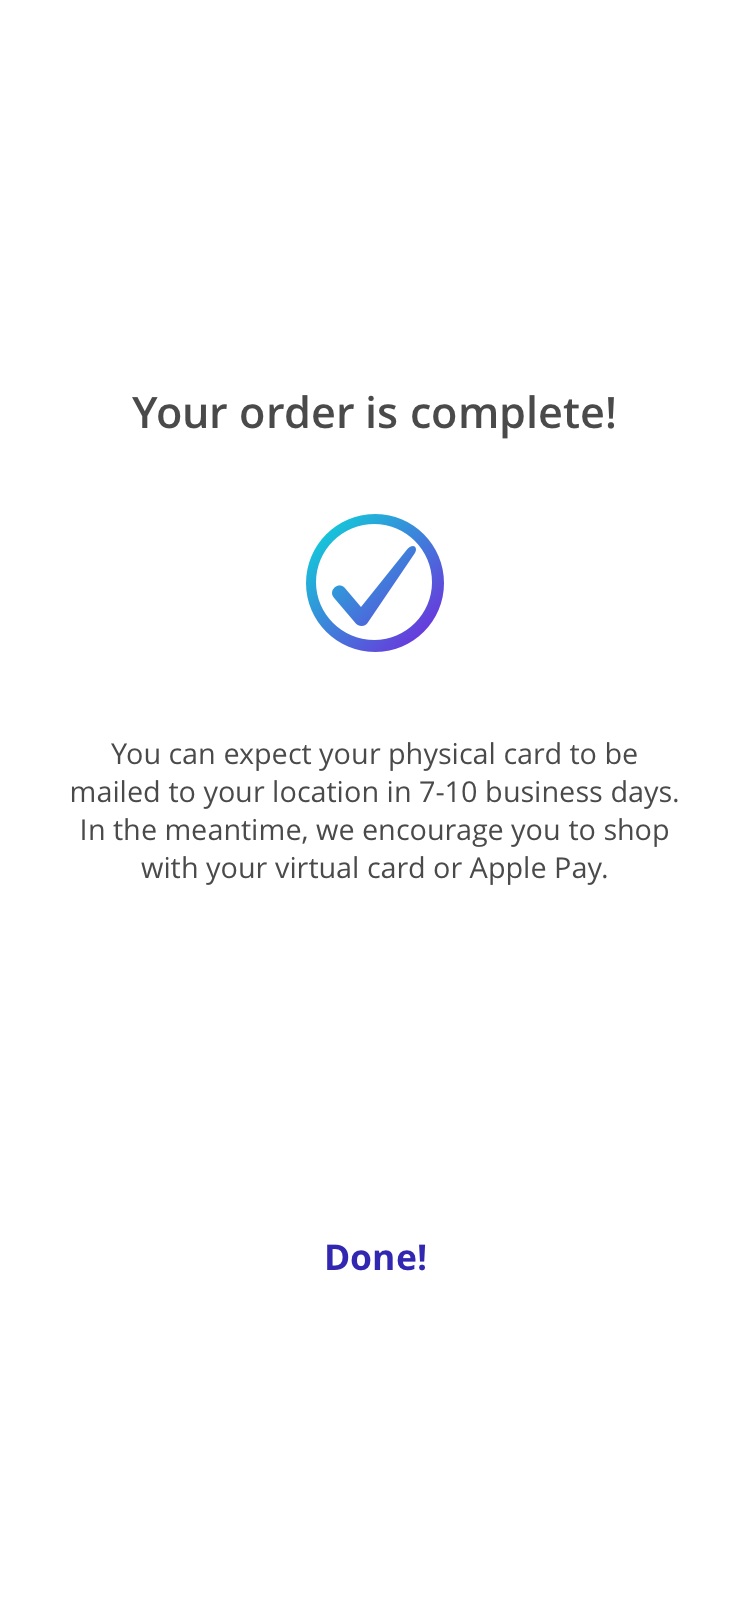 Your order is complete!
You can expect your physical card to be
mailed to your location in 7-10 business days.
In the meantime, we encourage you to shop
with your virtual card or Apple Pay.
Done!